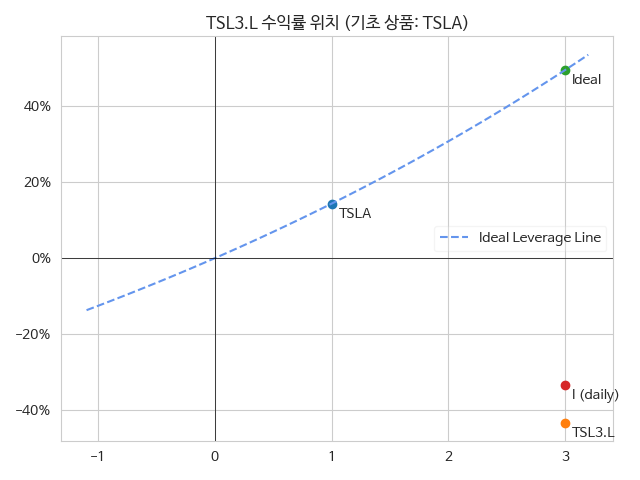 TSL3.L 수익률 위치 (기초 상품: TSLA)
40%
20%
0%
−20%
−40%
−1
0
1
2
3
Ideal
TSLA
Ideal Leverage Line
I (daily)
TSL3.L